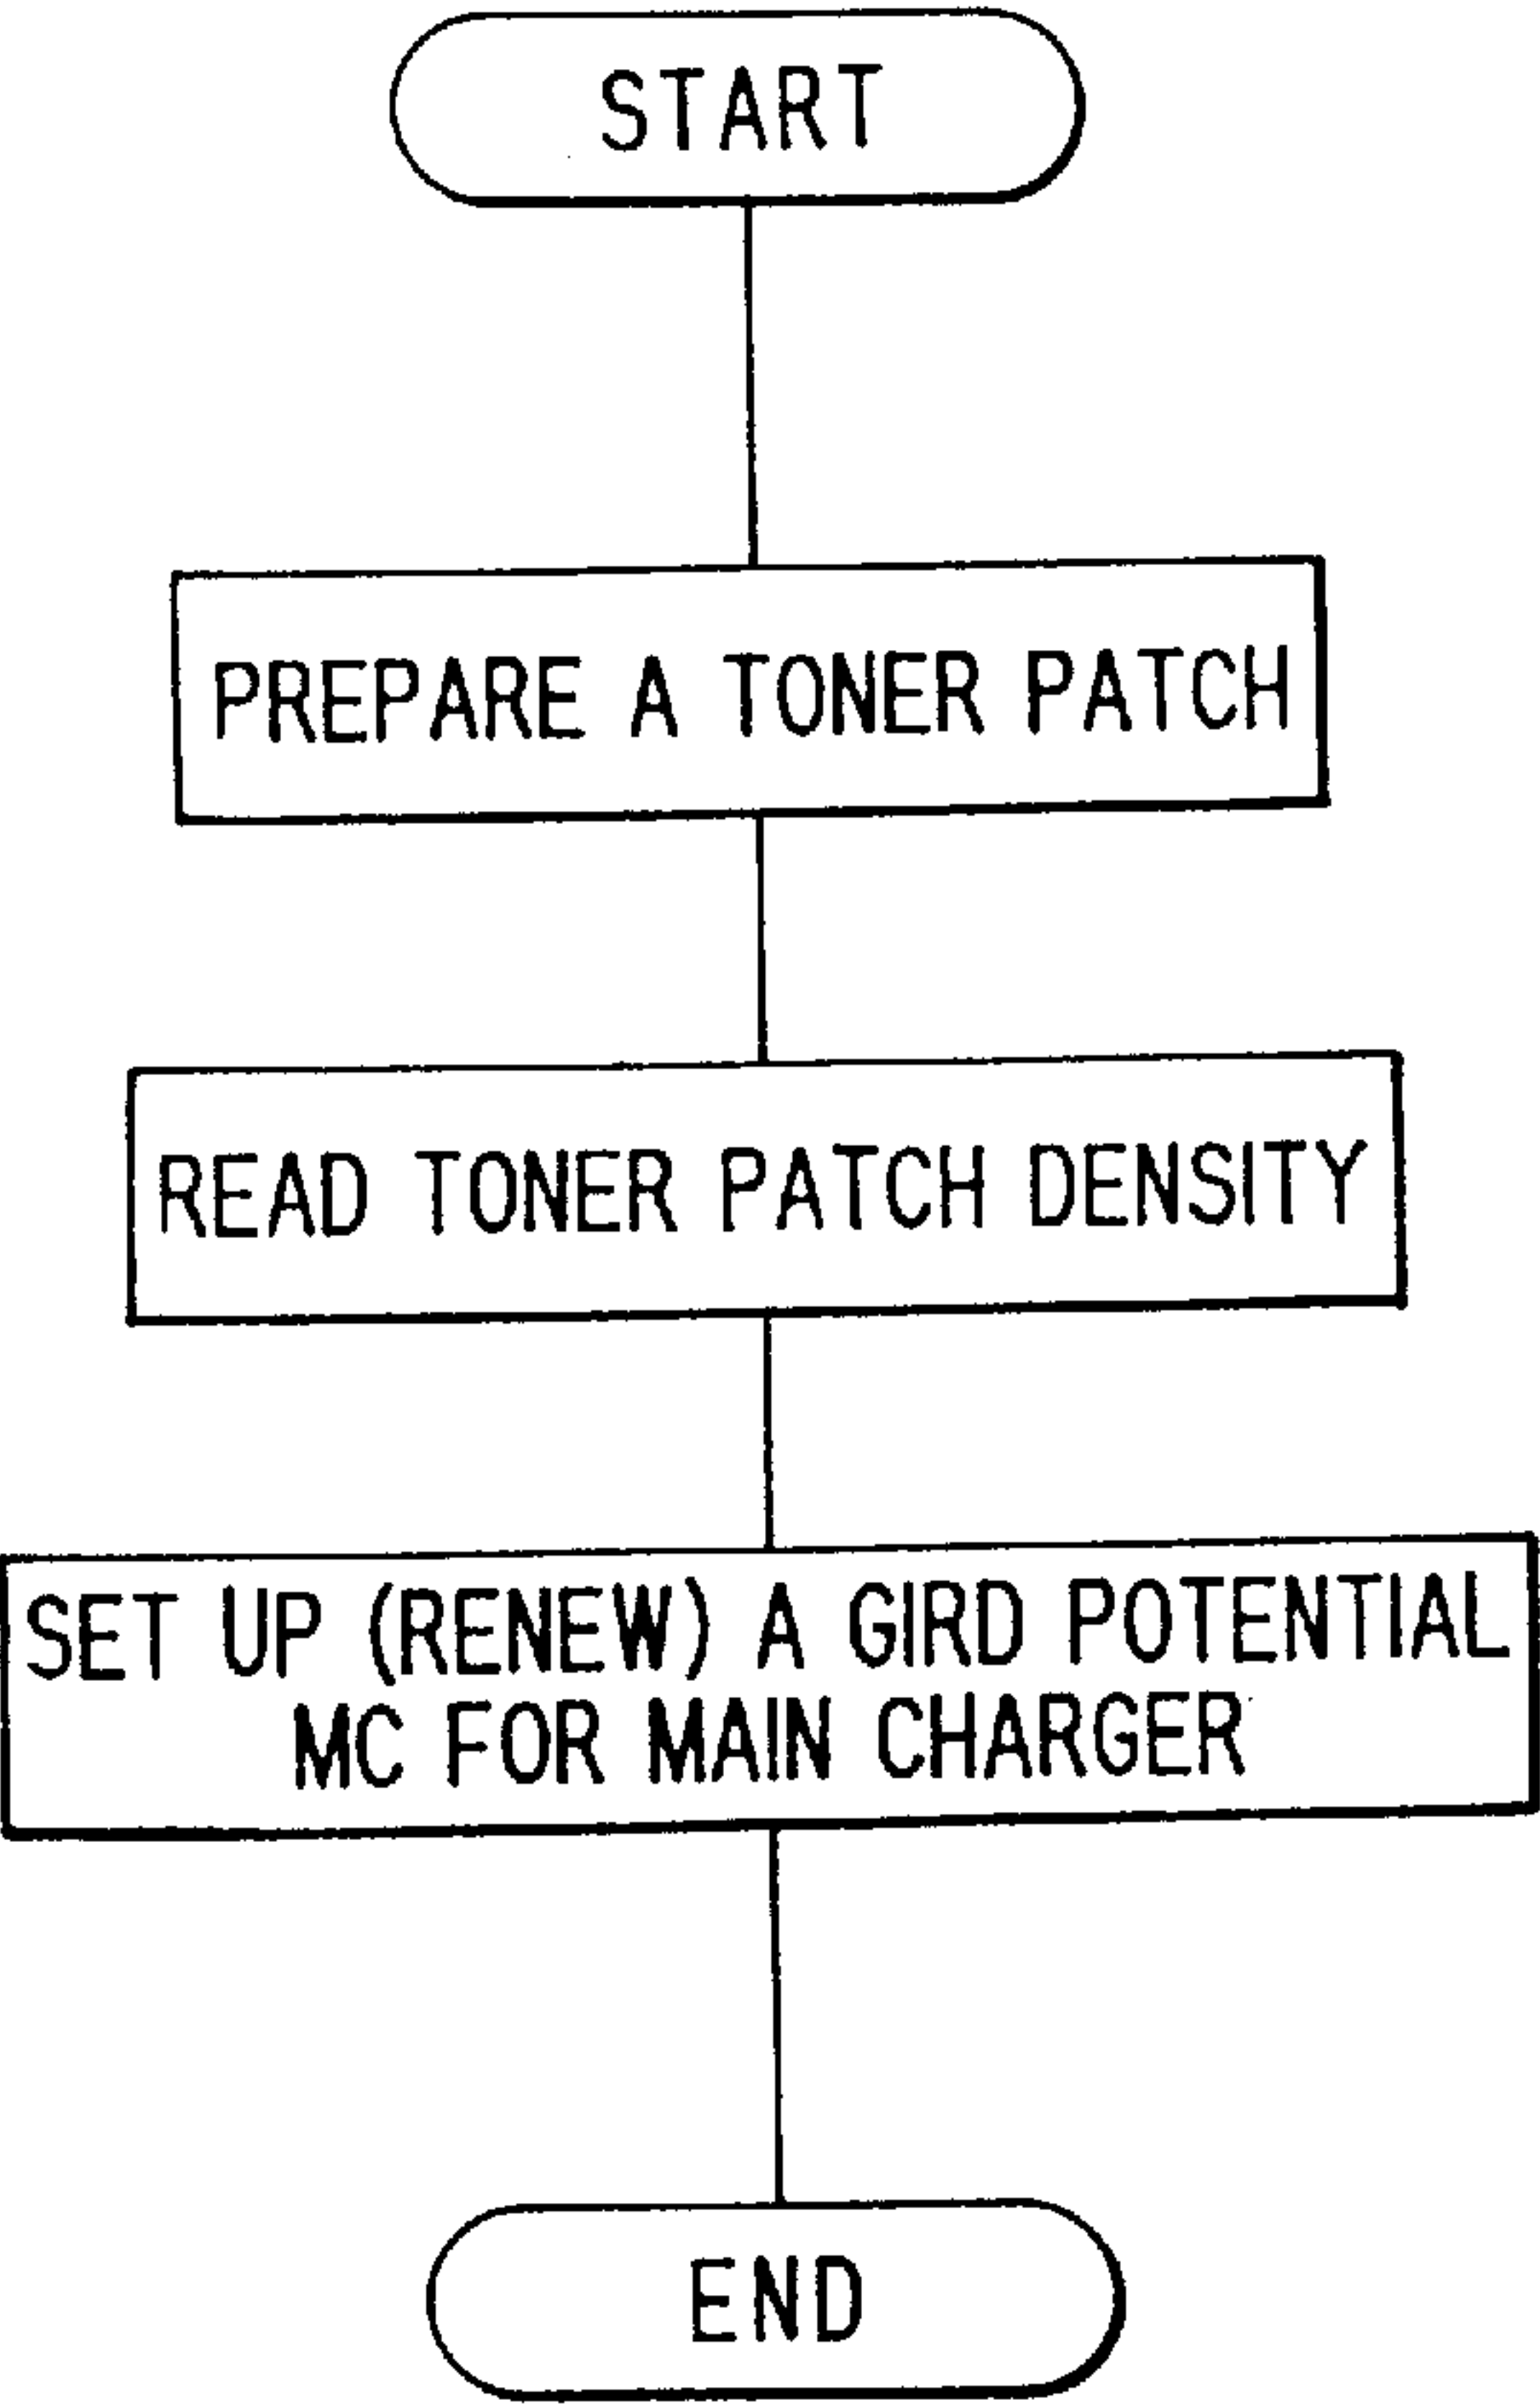 START
PREPARE A TONER PATCH
READ TONER PATCH DENSITY
SET UP (RENEW) A GIRD POTENTIAL
MC FOR MAIN CHARGER
END